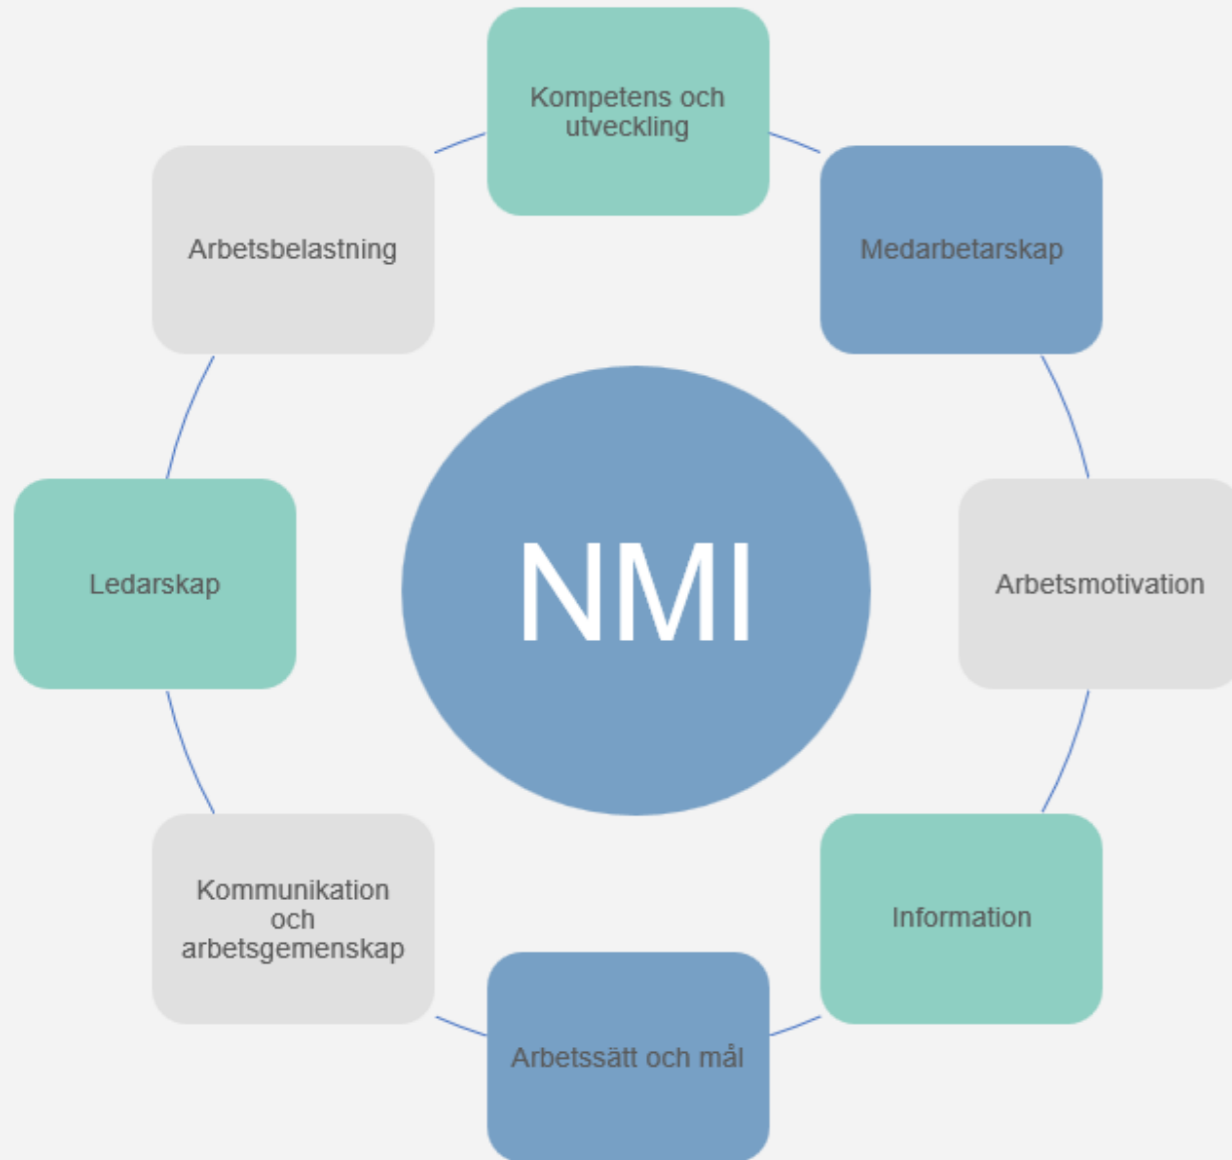 Kompetens och
utveckling
Medarbetarskap
Arbetsmotivation
Information
Arbetssätt och mål
Kommunikation
och
arbetsgemenskap
Ledarskap
Arbetsbelastning
NMI